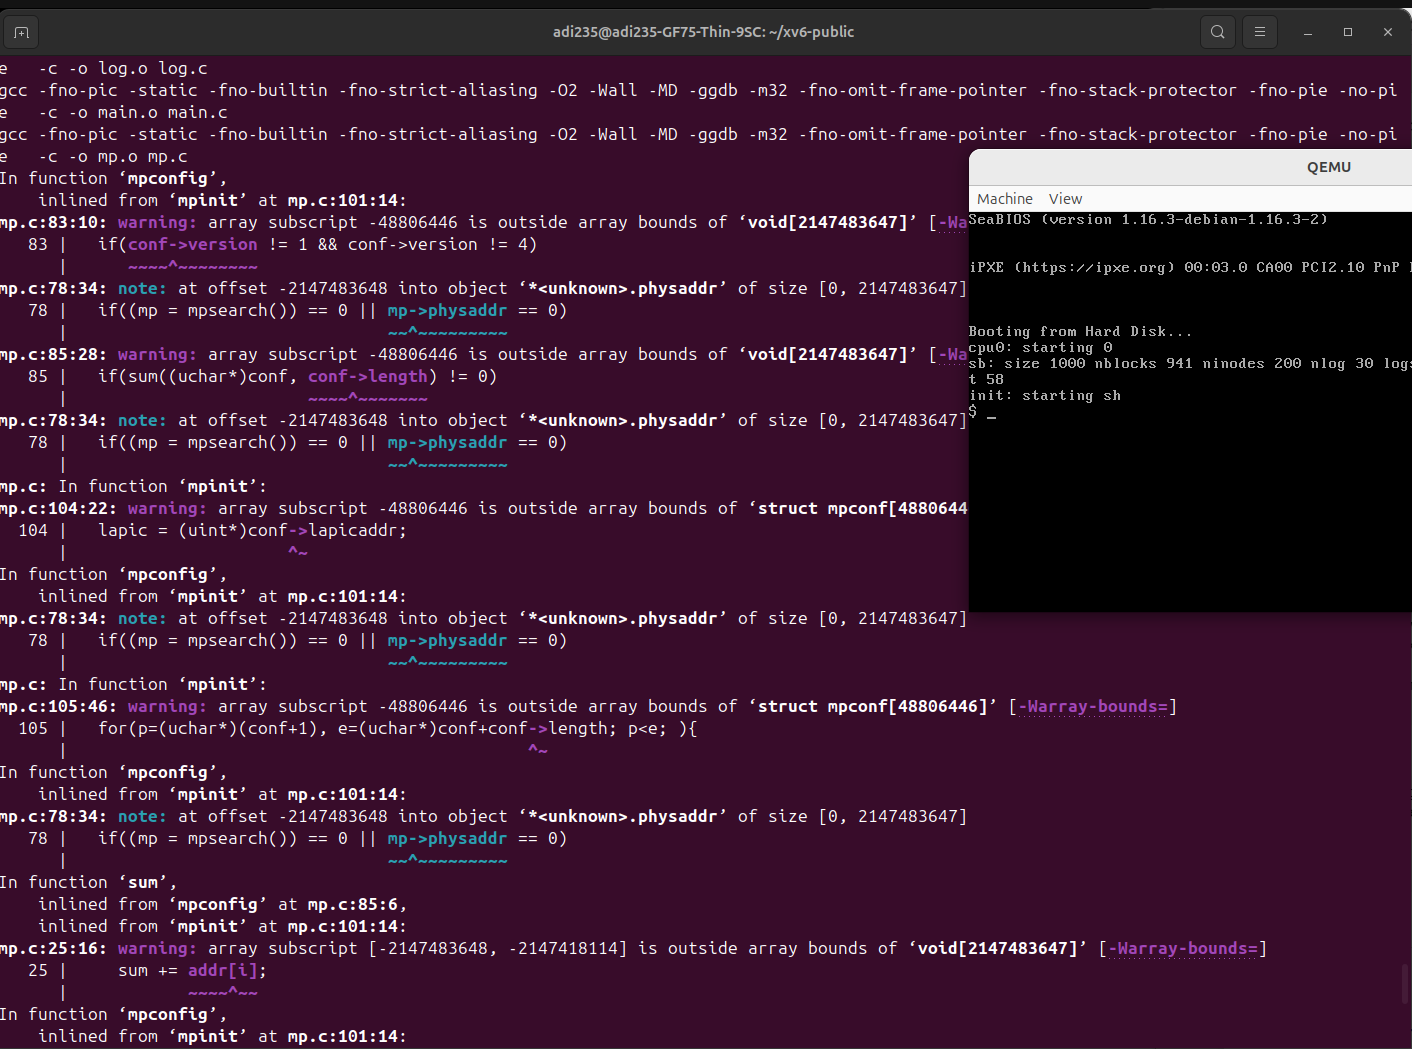 adi235@adi235-GF75-Thin-9SC: ~/xv6-public
e   -c -o log.o log.c
gcc -fno-pic -static -fno-builtin -fno-strict-aliasing -O2 -Wall -MD -ggdb -m32 -fno-omit-frame-pointer -fno-stack-protector -fno-pie -no-pi
e   -c -o main.o main.c
gcc -fno-pic -static -fno-builtin -fno-strict-aliasing -O2 -Wall -MD -ggdb -m32 -fno-omit-frame-pointer -fno-stack-protector -fno-pie -no-pi
e   -c -o mp.o mp.c
In function ‘mpconfig’,
    inlined from ‘mpinit’ at mp.c:101:14:
mp.c:83:10: warning: array subscript -48806446 is outside array bounds of ‘void[2147483647]’ [-Wa
   83 |   if(conf->version != 1 && conf->version != 4)
      |      ~~~~^~~~~~~~~
mp.c:78:34: note: at offset -2147483648 into object ‘*<unknown>.physaddr’ of size [0, 2147483647]
   78 |   if((mp = mpsearch()) == 0 || mp->physaddr == 0)
      |                                ~~^~~~~~~~~~
mp.c:85:28: warning: array subscript -48806446 is outside array bounds of ‘void[2147483647]’ [-Wa
   85 |   if(sum((uchar*)conf, conf->length) != 0)
      |                        ~~~~^~~~~~~~
mp.c:78:34: note: at offset -2147483648 into object ‘*<unknown>.physaddr’ of size [0, 2147483647]
   78 |   if((mp = mpsearch()) == 0 || mp->physaddr == 0)
      |                                ~~^~~~~~~~~~
mp.c: In function ‘mpinit’:
mp.c:104:22: warning: array subscript -48806446 is outside array bounds of ‘struct mpconf[4880644
  104 |   lapic = (uint*)conf->lapicaddr;
      |                      ^~
In function ‘mpconfig’,
    inlined from ‘mpinit’ at mp.c:101:14:
mp.c:78:34: note: at offset -2147483648 into object ‘*<unknown>.physaddr’ of size [0, 2147483647]
   78 |   if((mp = mpsearch()) == 0 || mp->physaddr == 0)
      |                                ~~^~~~~~~~~~
mp.c: In function ‘mpinit’:
mp.c:105:46: warning: array subscript -48806446 is outside array bounds of ‘struct mpconf[48806446]’ [-Warray-bounds=]
  105 |   for(p=(uchar*)(conf+1), e=(uchar*)conf+conf->length; p<e; ){
      |                                              ^~
In function ‘mpconfig’,
    inlined from ‘mpinit’ at mp.c:101:14:
mp.c:78:34: note: at offset -2147483648 into object ‘*<unknown>.physaddr’ of size [0, 2147483647]
   78 |   if((mp = mpsearch()) == 0 || mp->physaddr == 0)
      |                                ~~^~~~~~~~~~
In function ‘sum’,
    inlined from ‘mpconfig’ at mp.c:85:6,
    inlined from ‘mpinit’ at mp.c:101:14:
mp.c:25:16: warning: array subscript [-2147483648, -2147418114] is outside array bounds of ‘void[2147483647]’ [-Warray-bounds=]
   25 |     sum += addr[i];
      |            ~~~~^~~
In function ‘mpconfig’,
    inlined from ‘mpinit’ at mp.c:101:14:
QEMU
Machine View
SeaBIOS (version 1.16.3-debian-1.16.3-2)
iPXE (https://ipxe.org) 00:03.0 CA00 PCI2.10 PnP
Booting from Hard Disk...
cpu0: starting 0
sb: size 1000 nblocks 941 ninodes 200 nlog 30 logs
t 58
init: starting sh
$ _